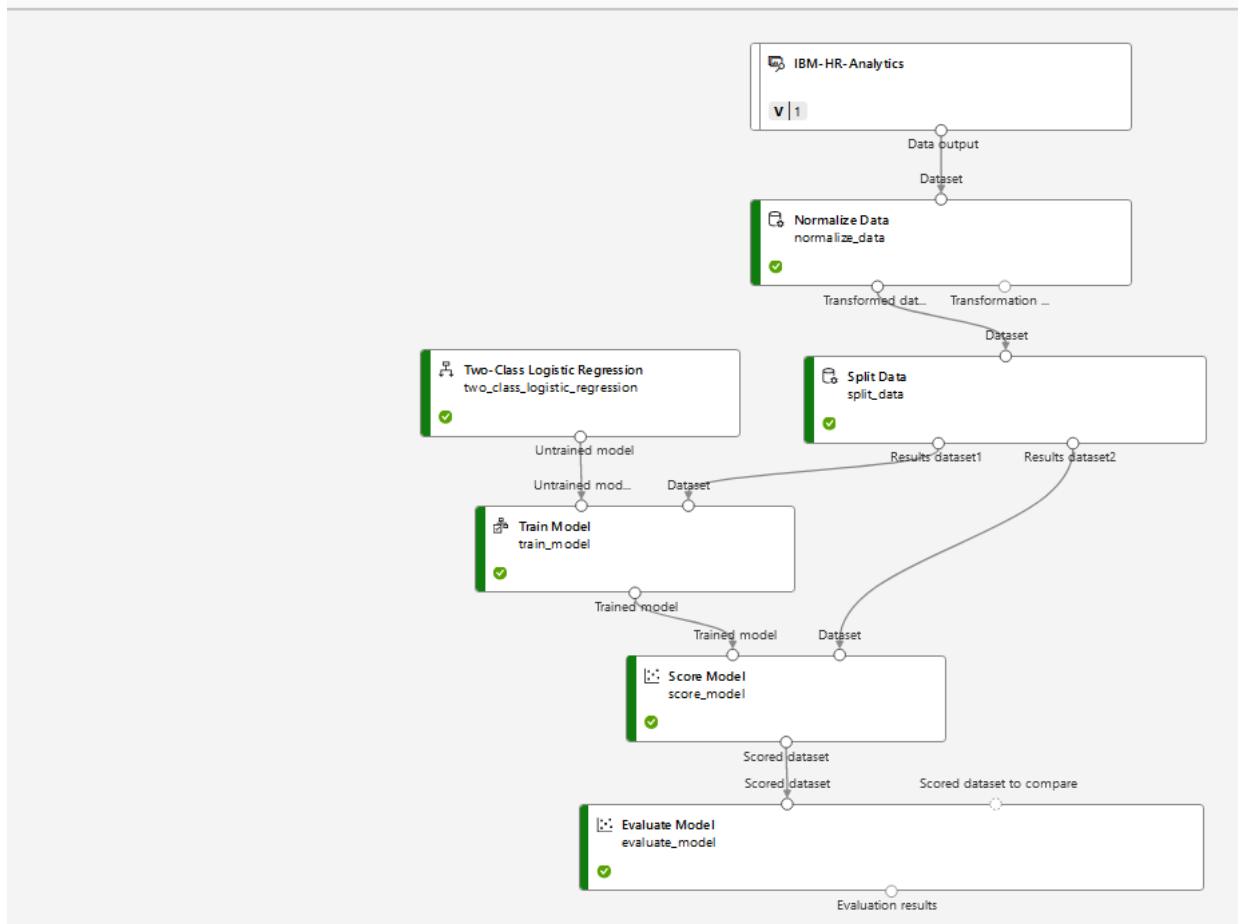 IBM-HR-Analytics
V | 1
Data output
Dataset
Normalize Data
normalize_data
Transformed dat... Transformation ...
Dataset
Two-Class Logistic Regression
two_class_logistic_regression
Split Data
split_data
Untrained model
Results dataset1 Results dataset2
Untrained mod... Dataset
Train Model
train_model
Trained model
Trained model Dataset
Score Model
score_model
Scored dataset
Scored dataset Scored dataset to compare
Evaluate Model
evaluate_model
Evaluation results